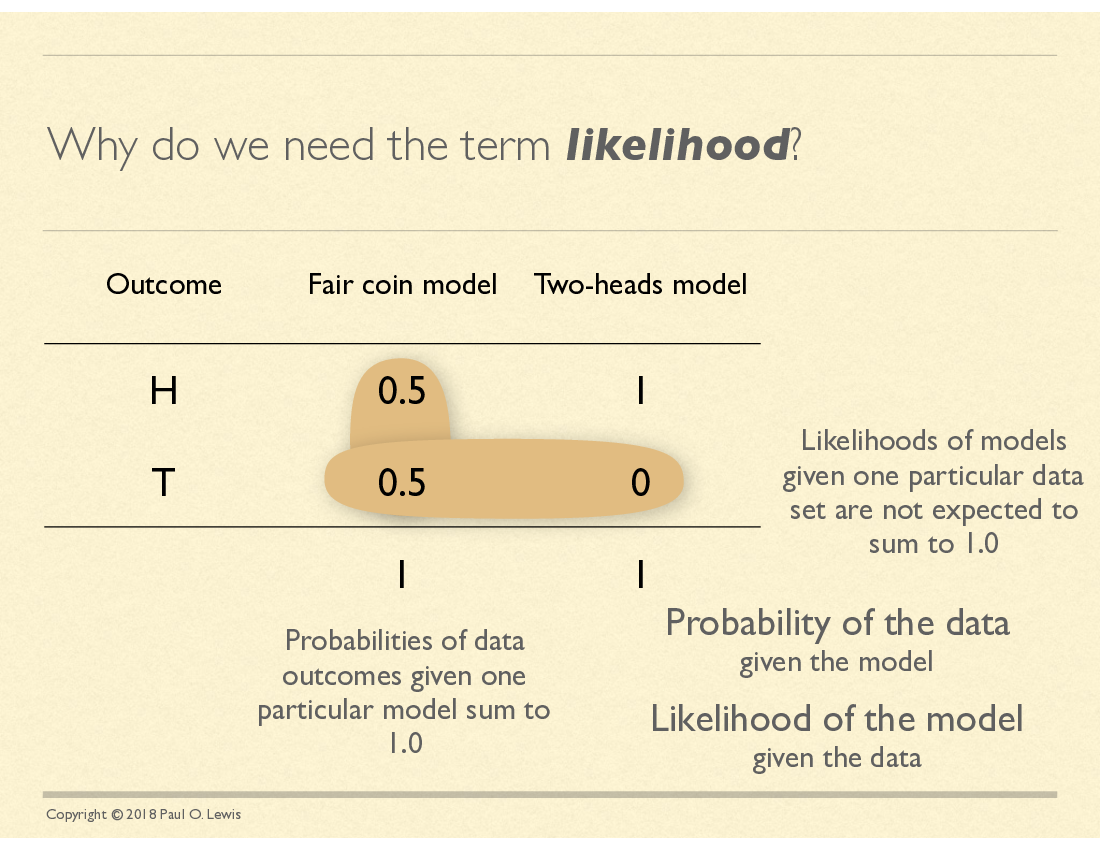 Why do we need the term likelihood?
Outcome Fair coin model Two-heads model
H 0.5 1
T 0.5 0
1 1
Likelihoods of models
given one particular data
set are not expected to
sum to 1.0
Probabilities of data
outcomes given one
particular model sum to
1.0
Probability of the data
given the model
Likelihood of the model
given the data
Copyright © 2018 Paul O. Lewis